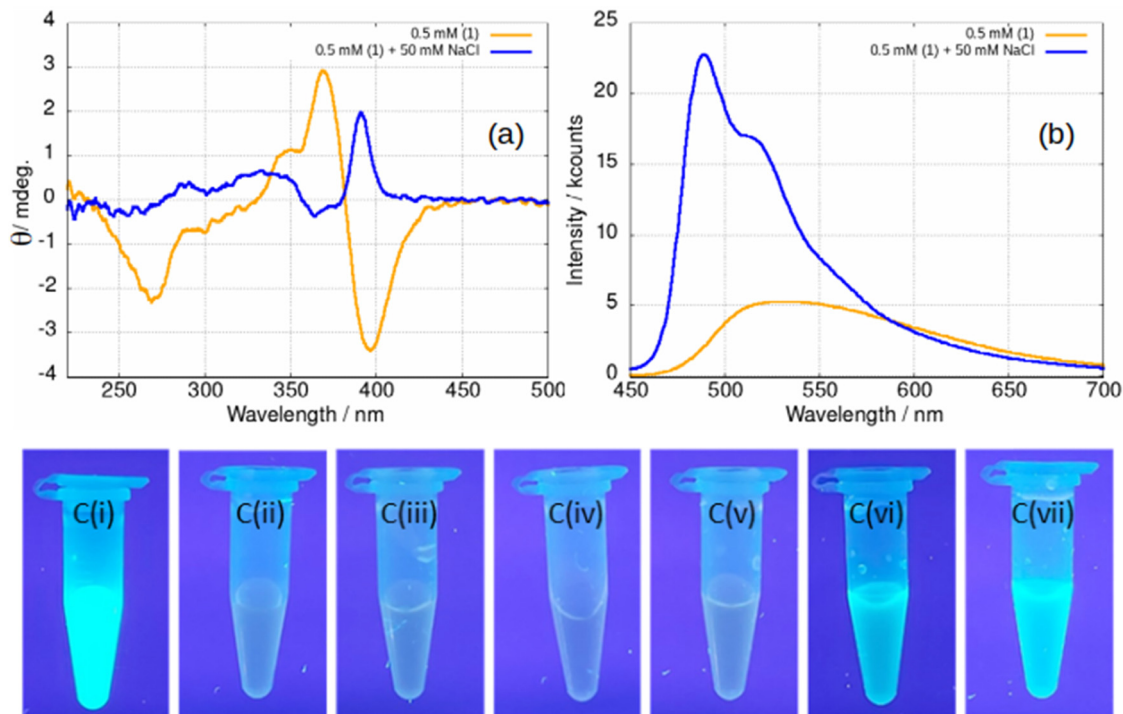 4
3
2
1
0
-1
-2
-3
-4
θ/ mdeg.
0.5 mM (1)
0.5 mM (1) + 50 mM NaCl
(a)
250 300 350 400 450 500
Wavelength / nm
25
20
15
10
5
0
Intensity / kcounts
0.5 mM (1)
0.5 mM (1) + 50 mM NaCl
(b)
450 500 550 600 650 700
Wavelength / nm
C(i) C(ii) C(iii) C(iv) C(v) C(vi) C(vii)